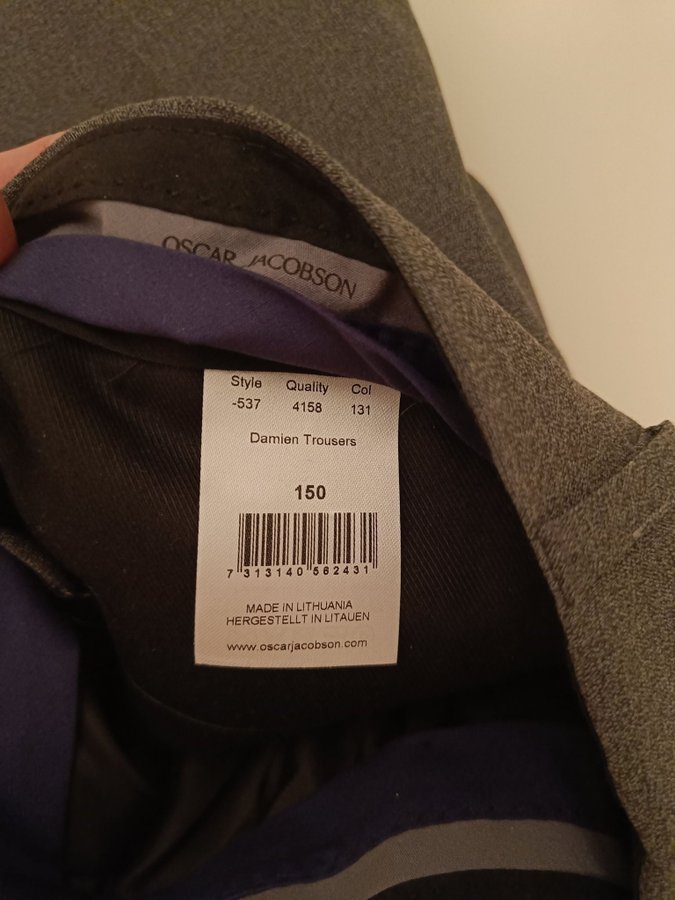 OSCAR JACOBSON
Style Quality Col
-537 4158 131
Damien Trousers
150
7 313140 562431
MADE IN LITHUANIA
HERGESTELLT IN LITAUEN
www.oscarjacobson.com